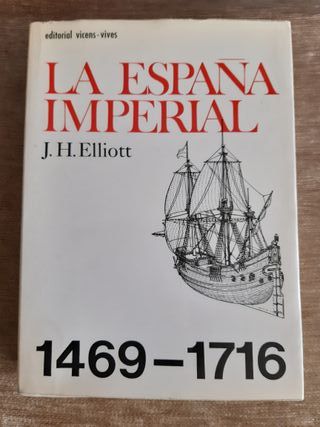 editorial vicens-vives
LA ESPAÑA
IMPERIAL
J. H. Elliott
1469-1716